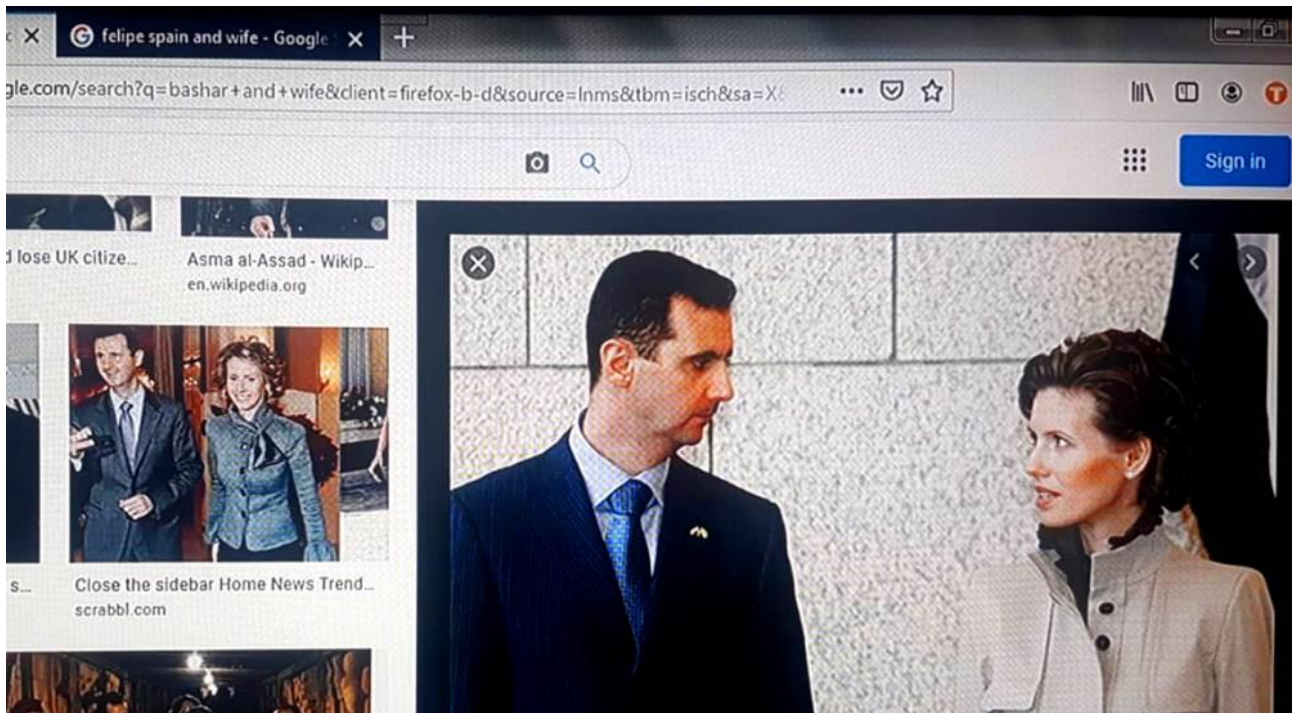 felipe spain and wife - Google
gle.com/search?q=bashar+and+wife&client=firefox-b-d&source=lnms&tbm=isch&sa=X&
Sign in
d lose UK citize...
Asma al-Assad - Wikip...
en.wikipedia.org
s...
Close the sidebar Home News Trend...
scrabbl.com